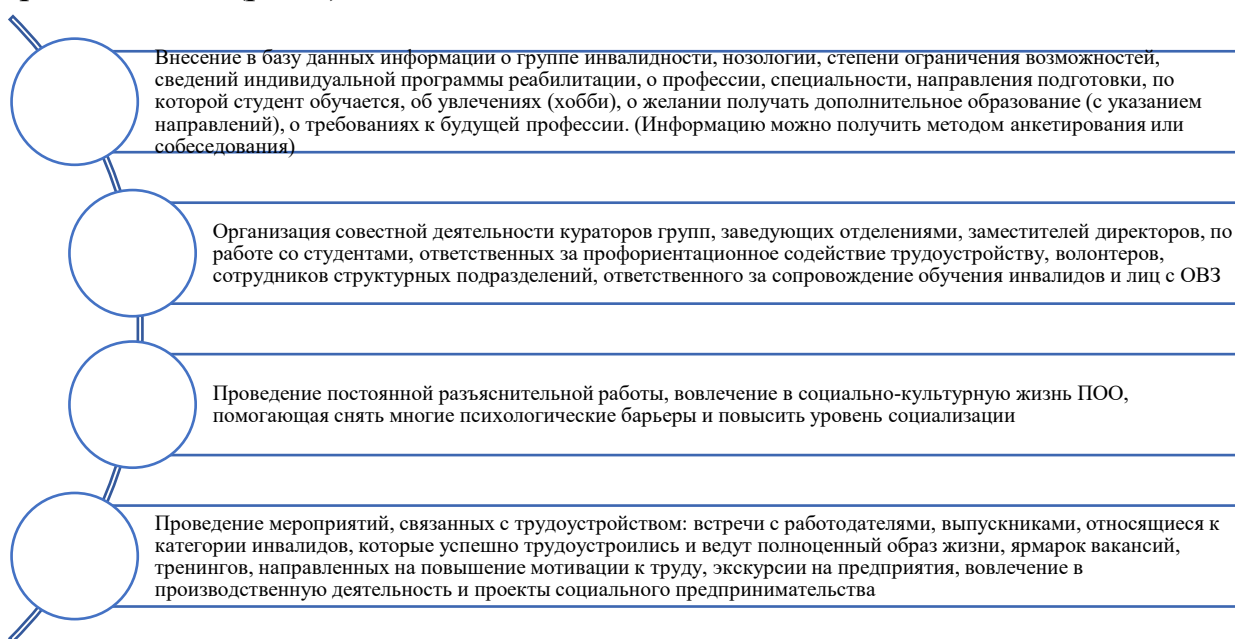 Внесение в базу данных информации о группе инвалидности, нозологии, степени ограничения возможностей,
сведений индивидуальной программы реабилитации, о профессии, специальности, направления подготовки, по
которой студент обучается, об увлечениях (хобби), о желании получать дополнительное образование (с указанием
направлений), о требованиях к будущей профессии. (Информацию можно получить методом анкетирования или
собеседования)
Организация совестной деятельности кураторов групп, заведующих отделениями, заместителей директоров, по
работе со студентами, ответственных за профориентационное содействие трудоустройству, волонтеров,
сотрудников структурных подразделений, ответственного за сопровождение обучения инвалидов и лиц с ОВЗ
Проведение постоянной разъяснительной работы, вовлечение в социально-культурную жизнь ПОО,
помогающая снять многие психологические барьеры и повысить уровень социализации
Проведение мероприятий, связанных с трудоустройством: встречи с работодателями, выпускниками, относящиеся к
категории инвалидов, которые успешно трудоустроились и ведут полноценный образ жизни, ярмарок вакансий,
тренингов, направленных на повышение мотивации к труду, экскурсии на предприятия, вовлечение в
производственную деятельность и проекты социального предпринимательства